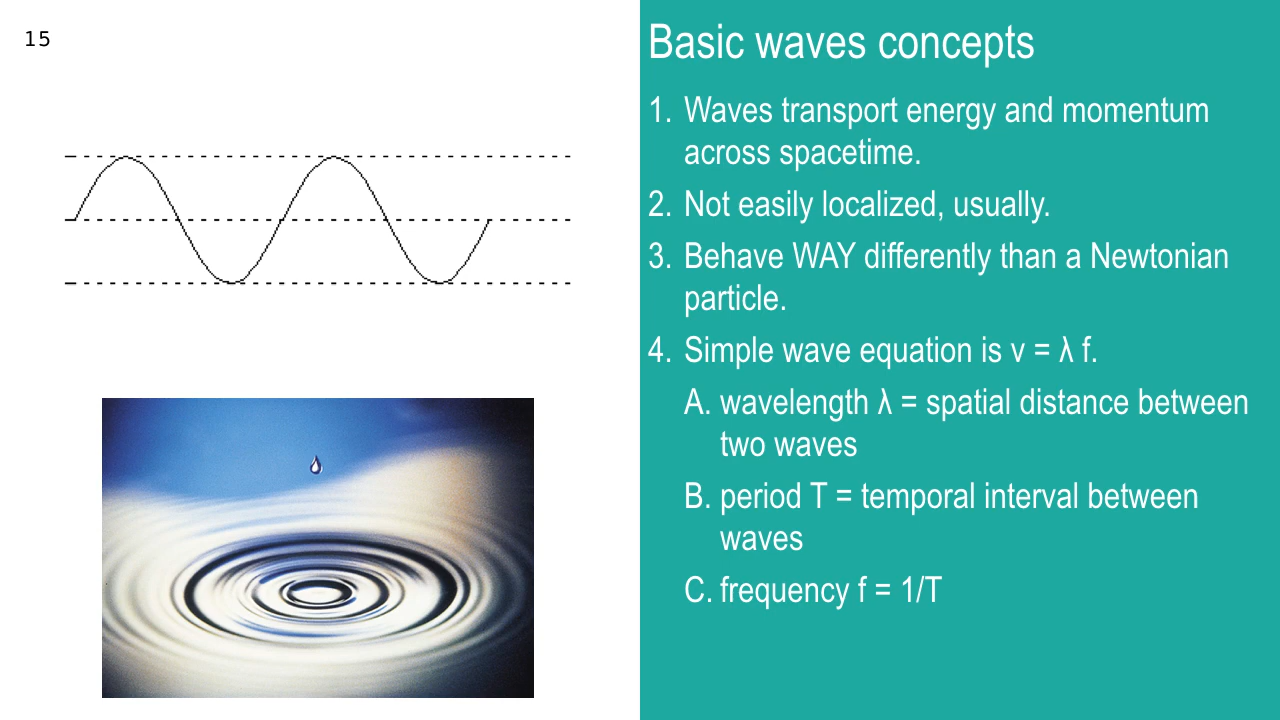 15
Basic waves concepts
1. Waves transport energy and momentum
across spacetime.
2. Not easily localized, usually.
3. Behave WAY differently than a Newtonian
particle.
4. Simple wave equation is v = λ f.
A. wavelength λ = spatial distance between
two waves
B. period T = temporal interval between
waves
C. frequency f = 1/T